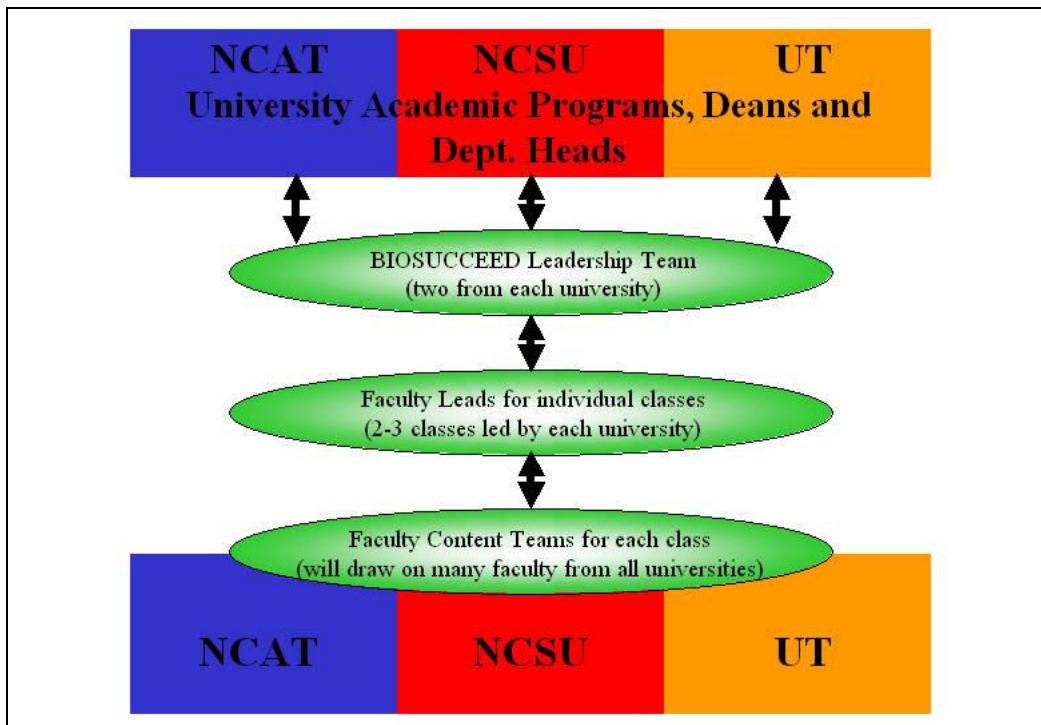 NCAT NCSU UT
University Academic Programs, Deans and
Dept. Heads
BIOSUCCEED Leadership Team
(two from each university)
Faculty Leads for individual classes
(2-3 classes led by each university)
Faculty Content Teams for each class
(will draw on many faculty from all universities)
NCAT NCSU UT